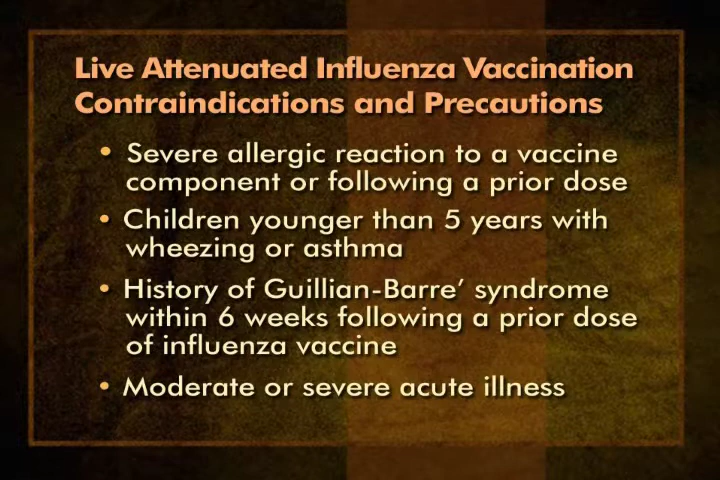 Live Attenuated Influenza Vaccination
Contraindications and Precautions
• Severe allergic reaction to a vaccine
component or following a prior dose
• Children younger than 5 years with
wheezing or asthma
• History of Guillian-Barre’ syndrome
within 6 weeks following a prior dose
of influenza vaccine
• Moderate or severe acute illness